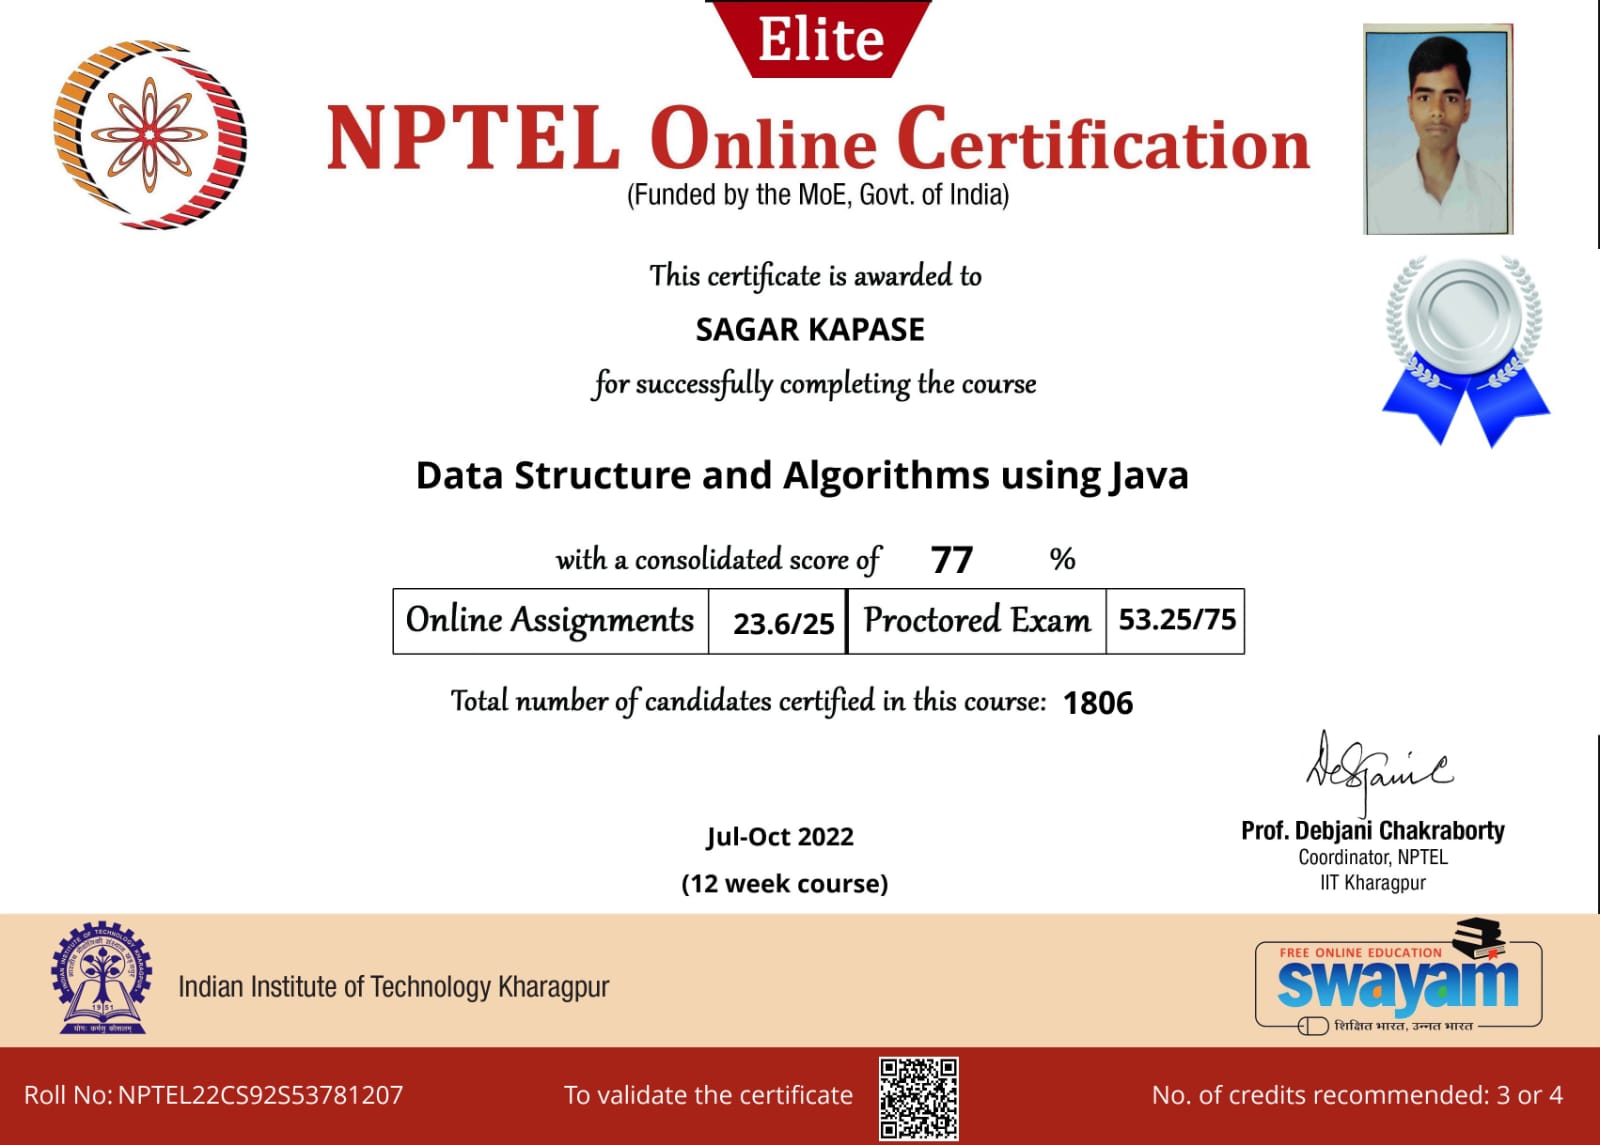 Elite
NPTEL Online Certification
(Funded by the MoE, Govt. of India)
This certificate is awarded to
SAGAR KAPASE
for successfully completing the course
Data Structure and Algorithms using Java
with a consolidated score of 77 %
Online Assignments 23.6/25 Proctored Exam 53.25/75
Total number of candidates certified in this course: 1806
Jul-Oct 2022
(12 week course)
Prof. Debjani Chakraborty
Coordinator, NPTEL
IIT Kharagpur
INDIAN INSTITUTE OF TECHNOLOGY KHARAGPUR
1951
योगः कर्मसु कौशलम्
Indian Institute of Technology Kharagpur
FREE ONLINE EDUCATION
swayam
शिक्षित भारत, उन्नत भारत
Roll No: NPTEL22CS92S53781207
To validate the certificate
No. of credits recommended: 3 or 4